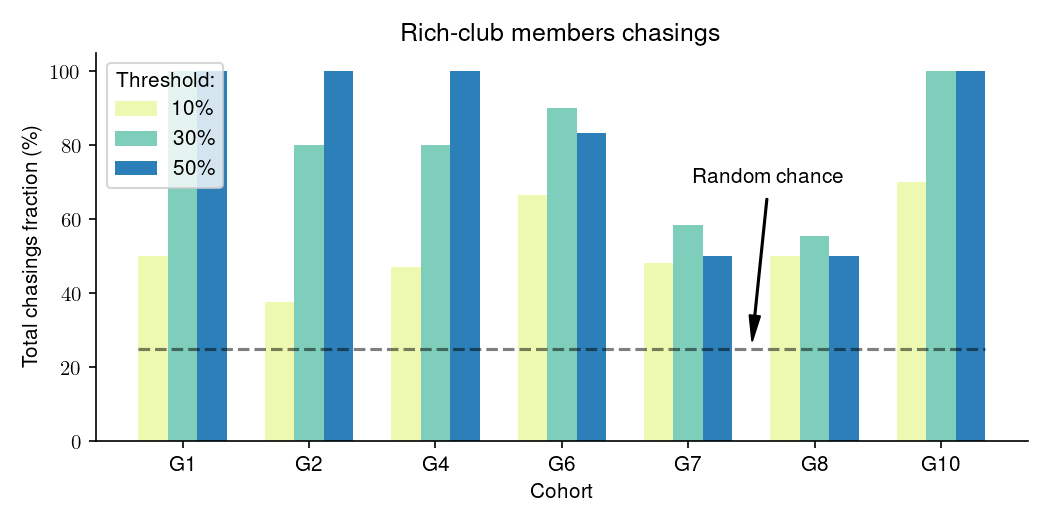 Rich-club members chasings
Total chasings fraction (%)
100
80
60
40
20
0
Threshold:
10%
30%
50%
Random chance
G1
G2
G4
G6
G7
G8
G10
Cohort